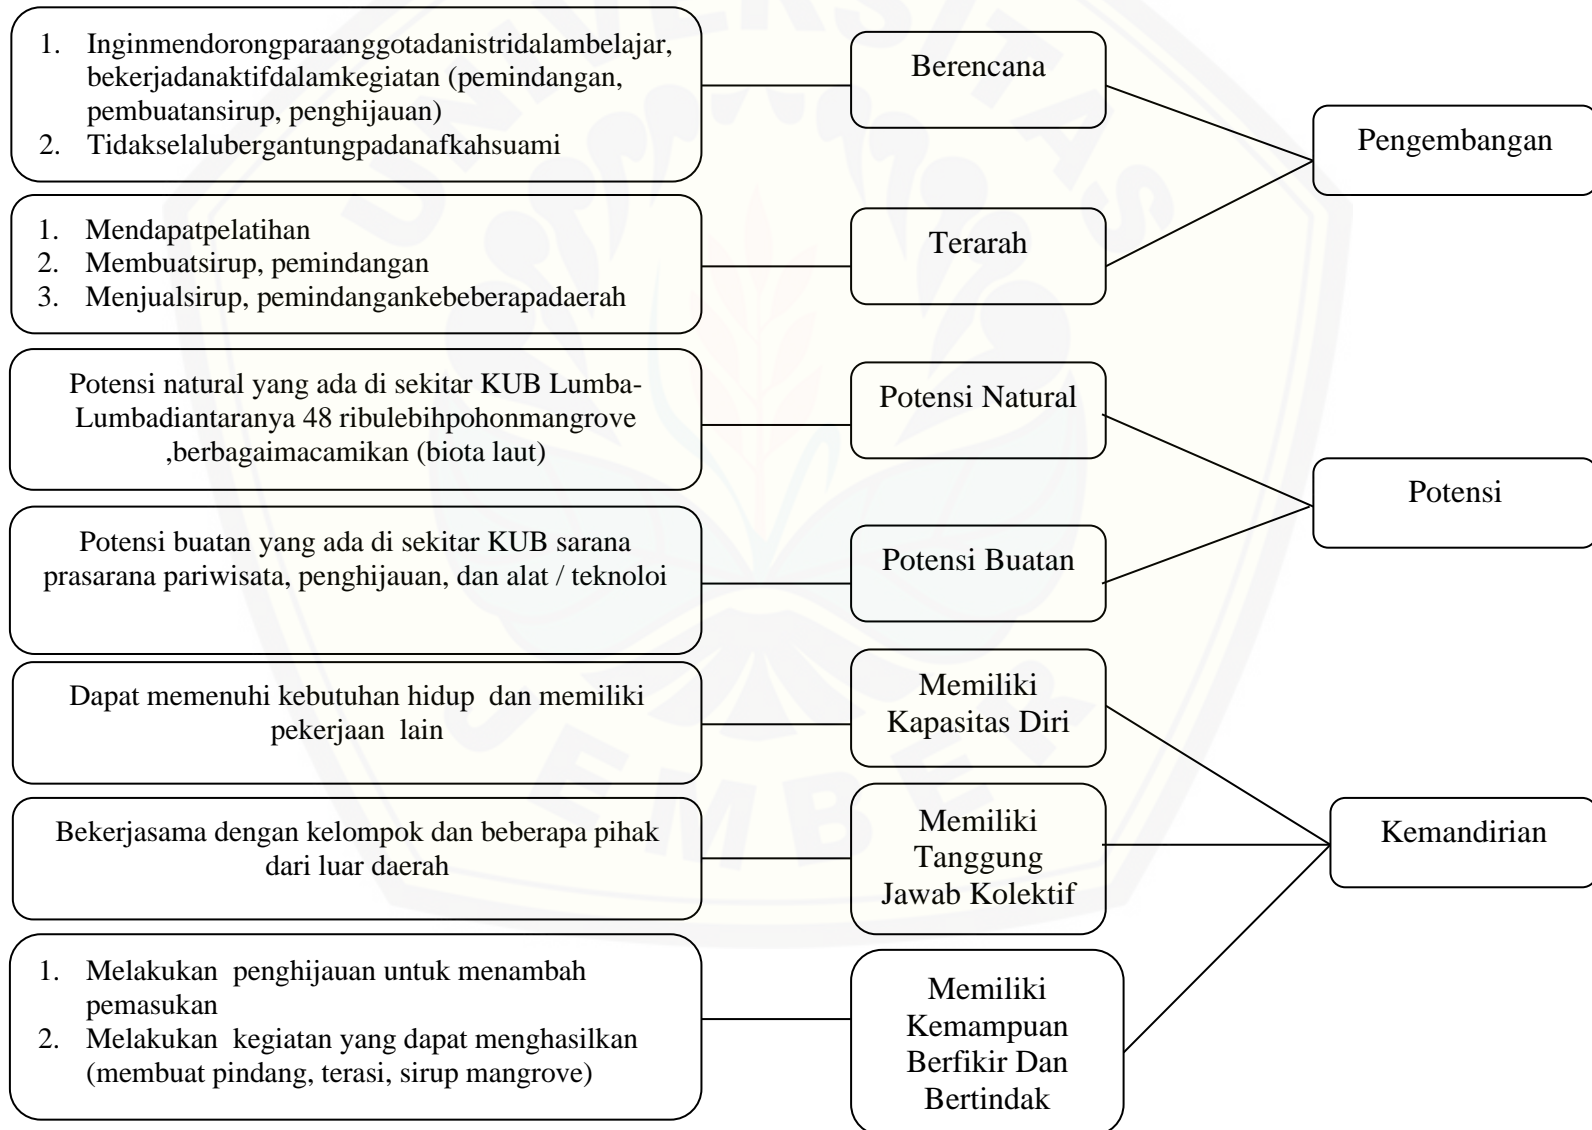 1. Inginmendorongparaanggotadanistridalambelajar,
bekerjadanaktifdalamkegiatan (pemindangan,
pembuatansirup, penghijauan)
2. Tidakselalubergantungpadanafkahsuami
Berencana
Pengembangan
1. Mendapatpelatihan
2. Membuatsirup, pemindangan
3. Menjualsirup, pemindangankebeberapadaerah
Terarah
Potensi natural yang ada di sekitar KUB Lumba-
Lumbadiantaranya 48 ribulebihpohonmangrove
,berbagaimacamikan (biota laut)
Potensi Natural
Potensi
Potensi buatan yang ada di sekitar KUB sarana
prasarana pariwisata, penghijauan, dan alat / teknoloi
Potensi Buatan
Dapat memenuhi kebutuhan hidup  dan memiliki
pekerjaan  lain
Memiliki
Kapasitas Diri
Bekerjasama dengan kelompok dan beberapa pihak
dari luar daerah
Memiliki
Tanggung
Jawab Kolektif
Kemandirian
1. Melakukan  penghijauan untuk menambah
pemasukan
2. Melakukan  kegiatan yang dapat menghasilkan
(membuat pindang, terasi, sirup mangrove)
Memiliki
Kemampuan
Berfikir Dan
Bertindak
UNIVERSITAS
JEMBER